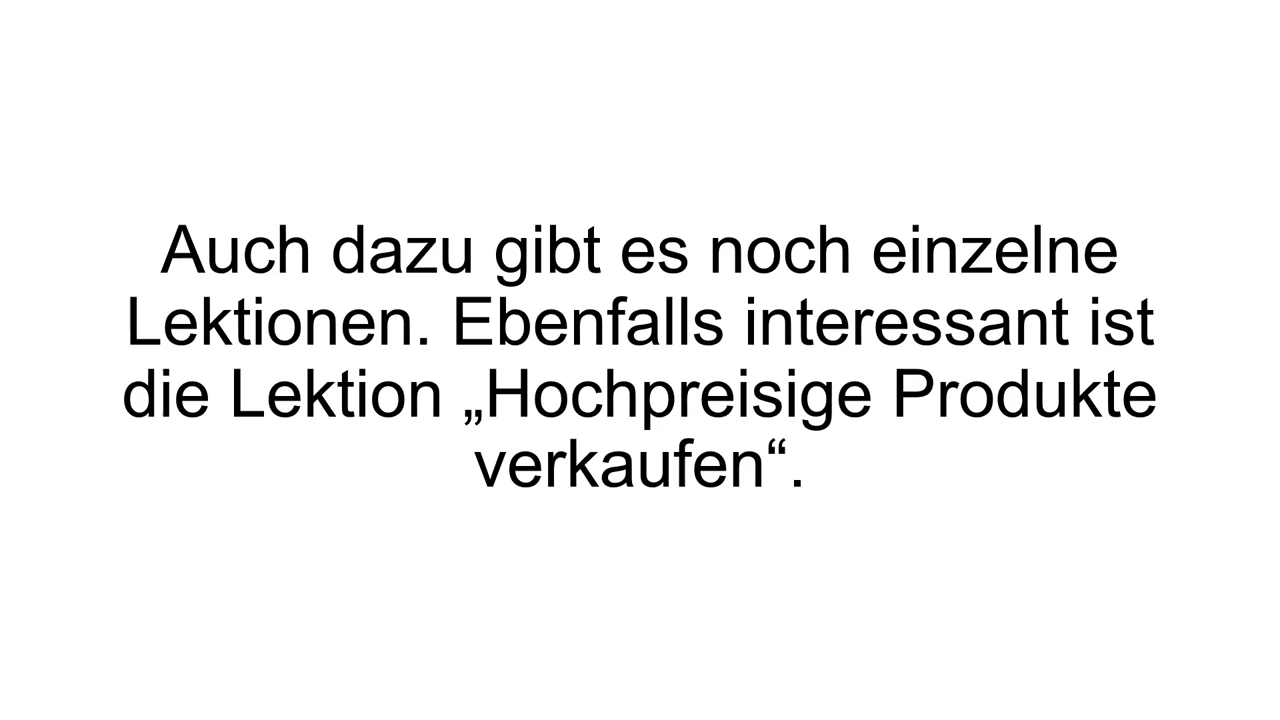 Auch dazu gibt es noch einzelne
Lektionen. Ebenfalls interessant ist
die Lektion „Hochpreisige Produkte
verkaufen“.